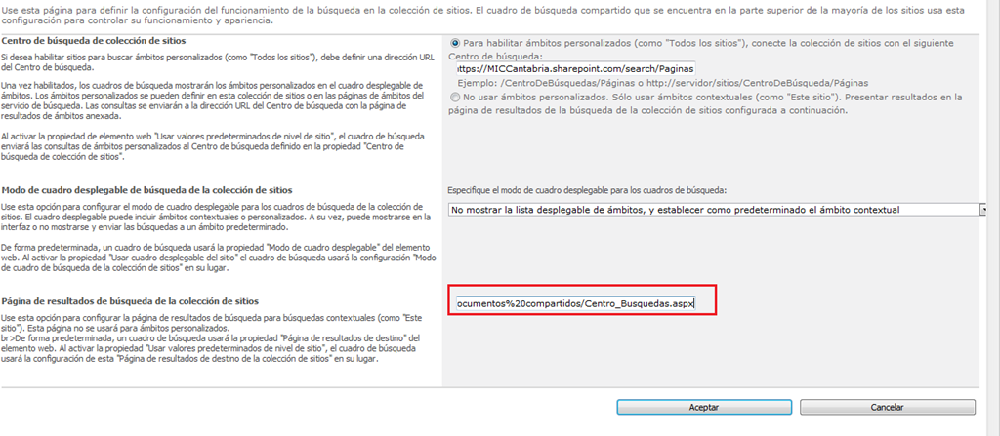 Use esta página para definir la configuración del funcionamiento de la búsqueda en la colección de sitios. El cuadro de búsqueda compartido que se encuentra en la parte superior de la mayoría de los sitios usa esta
configuración para controlar su funcionamiento y apariencia.
Centro de búsqueda de colección de sitios
Si desea habilitar sitios para buscar ámbitos personalizados (como "Todos los sitios"), debe definir una dirección URL
del Centro de búsqueda.
Una vez habilitados, los cuadros de búsqueda mostrarán los ámbitos personalizados en el cuadro desplegable de
ámbitos. Los ámbitos personalizados se pueden definir en esta colección de sitios o en las páginas de ámbitos del
servicio de búsqueda. Las consultas se enviarán a la dirección URL del Centro de búsqueda con la página de
resultados de ámbitos anexada.
Al activar la propiedad de elemento web "Usar valores predeterminados de nivel de sitio", el cuadro de búsqueda
enviará las consultas de ámbitos personalizados al Centro de búsqueda definido en la propiedad "Centro de
búsqueda de colección de sitios".
Para habilitar ámbitos personalizados (como "Todos los sitios"), conecte la colección de sitios con el siguiente
Centro de búsqueda:
ttps://MICCantabria.sharepoint.com/search/Paginas
Ejemplo: /CentroDeBúsquedas/Páginas o http://servidor/sitios/CentroDeBúsqueda/Páginas
No usar ámbitos personalizados. Sólo usar ámbitos contextuales (como "Este sitio"). Presentar resultados en la
página de resultados de la búsqueda de la colección de sitios configurada a continuación.
Modo de cuadro desplegable de búsqueda de la colección de sitios
Use esta opción para configurar el modo de cuadro desplegable para los cuadros de búsqueda de la colección de
sitios. El cuadro desplegable puede incluir ámbitos contextuales o personalizados. A su vez, puede mostrarse en la
interfaz o no mostrarse y enviar las búsquedas a un ámbito predeterminado.
De forma predeterminada, un cuadro de búsqueda usará la propiedad "Modo de cuadro desplegable" del elemento
web. Al activar la propiedad "Usar cuadro desplegable del sitio" el cuadro de búsqueda usará la configuración "Modo
de cuadro de búsqueda de la colección de sitios" en su lugar.
Especifique el modo de cuadro desplegable para los cuadros de búsqueda:
No mostrar la lista desplegable de ámbitos, y establecer como predeterminado el ámbito contextual
Página de resultados de búsqueda de la colección de sitios
Use esta opción para configurar la página de resultados de búsqueda para búsquedas contextuales (como "Este
sitio"). Esta página no se usará para ámbitos personalizados.
br>De forma predeterminada, un cuadro de búsqueda usará la propiedad "Página de resultados de destino" del
elemento web. Al activar la propiedad "Usar valores predeterminados de nivel de sitio", el cuadro de búsqueda
usará la configuración de esta "Página de resultados de destino de la colección de sitios" en su lugar.
ocumentos%20compartidos/Centro_Busquedas.aspx
Aceptar
Cancelar